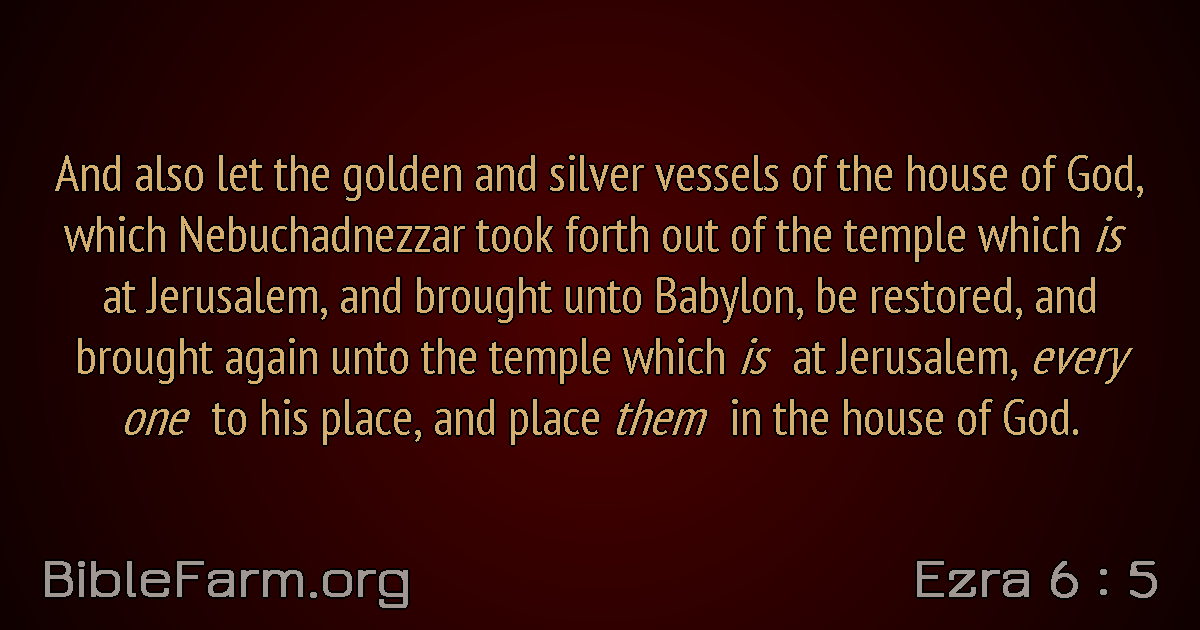 And also let the golden and silver vessels of the house of God,
which Nebuchadnezzar took forth out of the temple which is
at Jerusalem, and brought unto Babylon, be restored, and
brought again unto the temple which is at Jerusalem, every
one to his place, and place them in the house of God.
BibleFarm.org
Ezra 6 : 5